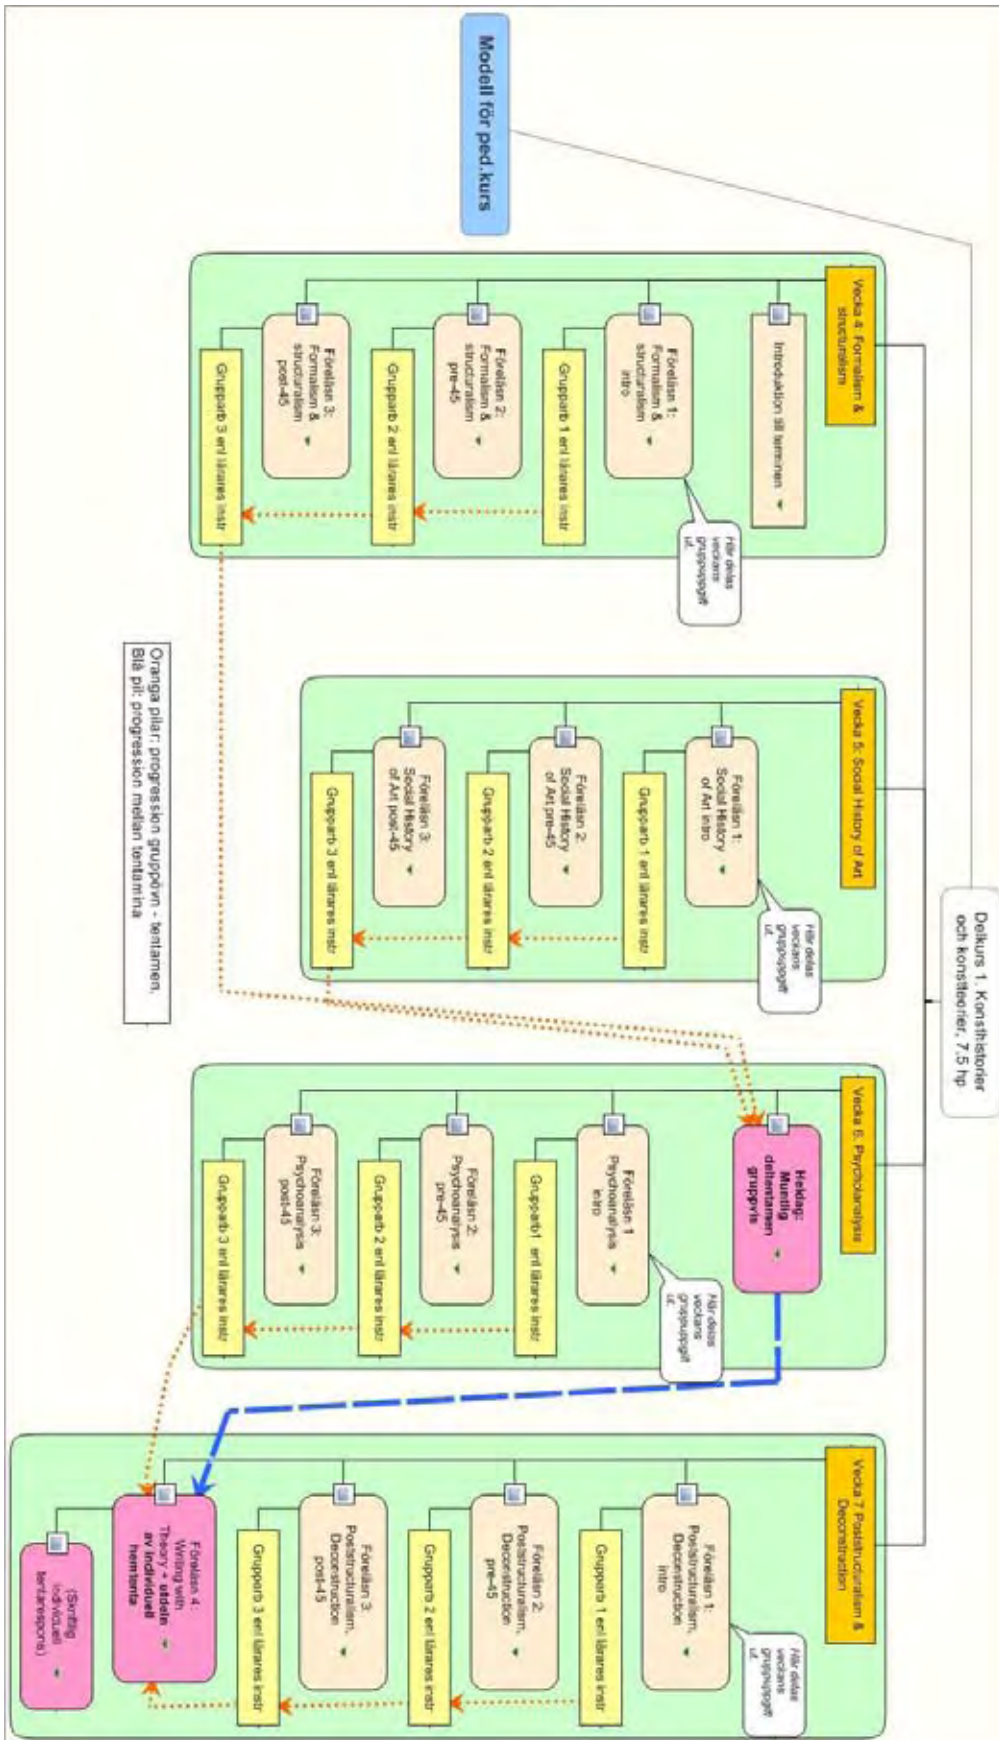 Modell för ped.kurs
Delkurs 1. Konsthistorier
och konstteorier, 7,5 hp
Vecka 4. Formalism &
structuralism
Introduktion till terminen
Föreläsn 1:
Formalism &
structuralism
intro
Här delas
veckans
gruppuppgift
ut.
Grupparb 1 enl lärares instr
Föreläsn 2:
Formalism &
structuralism
pre-45
Grupparb 2 enl lärares instr
Föreläsn 3:
Formalism &
structuralism
post-45
Grupparb 3 enl lärares instr
Vecka 5: Social History of Art
Föreläsn 1:
Social History
of Art intro
Här delas
veckans
gruppuppgift
ut.
Grupparb 1 enl lärares instr
Föreläsn 2:
Social History
of Art pre-45
Grupparb 2 enl lärares instr
Föreläsn 3:
Social History
of Art post-45
Grupparb 3 enl lärares instr
Vecka 6. Psycholanalysis
Heldag:
Muntlig
deltentamen
gruppvis
Föreläsn 1
Psychoanalysis
intro
Här delas
veckans
gruppuppgift
ut.
Grupparb1 enl lärares instr
Föreläsn 2:
Psychoanalysis
pre-45
Grupparb 2 enl lärares instr
Föreläsn 3:
Psychoanalysis
post-45
Grupparb 3 enl lärares instr
Vecka 7 Poststructuralism &
Deconstruction
Föreläsn 1:
Poststructuralism,
Deconstruction
intro
Här delas
veckans
gruppuppgift
ut.
Grupparb 1 enl lärares instr
Föreläsn 2:
Poststructuralism,
Deconstruction
pre-45
Grupparb 2 enl lärares instr
Föreläsn 3:
Poststructuralism,
Deconstruction
post-45
Grupparb 3 enl lärares instr
Föreläsn 4:
Writing with
Theory + utdeln
av individuell
hemtenta
(Skriftlig
individuell
tentarespons)
Oranga pilar: progression gruppövn - tentamen,
Blå pil: progression mellan tentamina